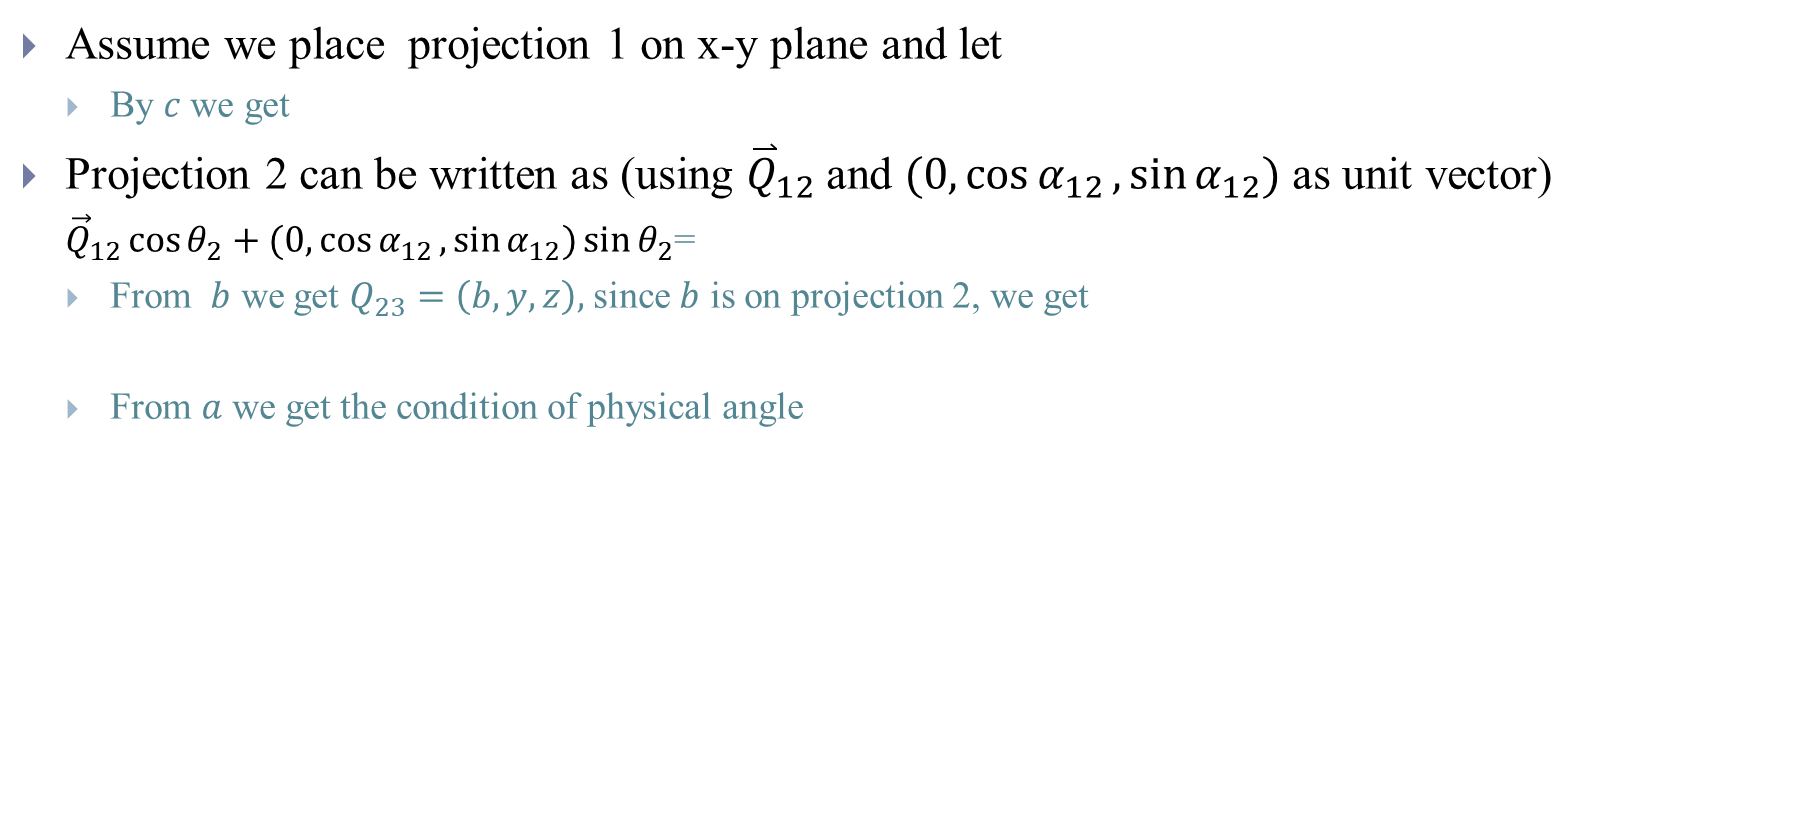 Assume we place projection 1 on x-y plane and let
By c we get
Projection 2 can be written as (using Q⃗₁₂ and (0, cos α₁₂ , sin α₁₂) as unit vector)
Q⃗₁₂ cos θ₂ + (0, cos α₁₂ , sin α₁₂) sin θ₂=
From b we get Q₂₃ = (b, y, z), since b is on projection 2, we get
From a we get the condition of physical angle